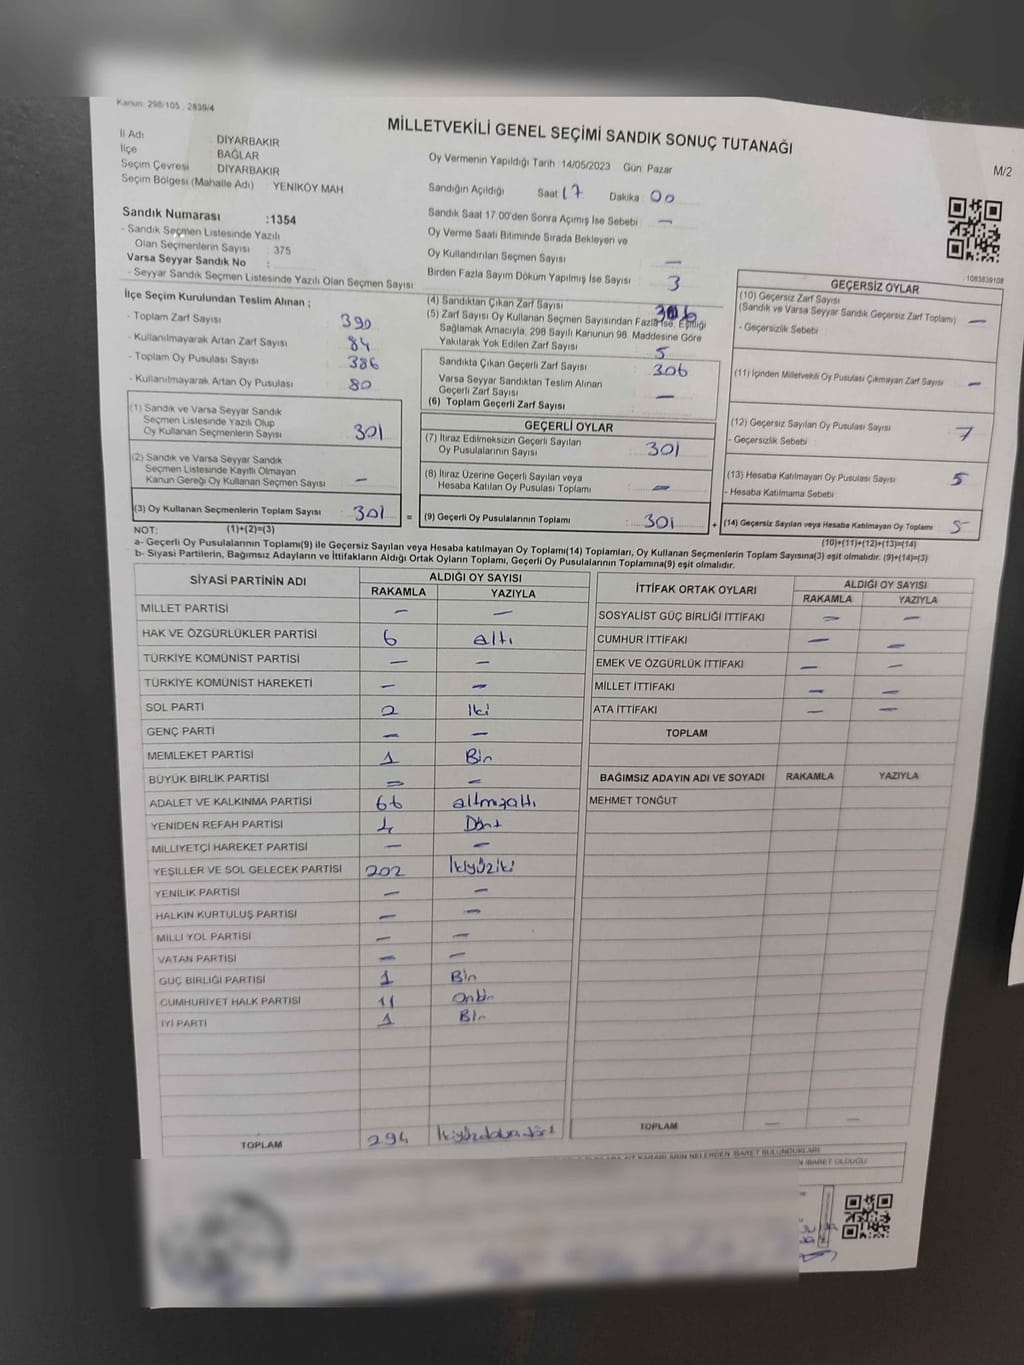 Kanun: 298/105 , 2839/4
MİLLETVEKİLİ GENEL SEÇİMİ SANDIK SONUÇ TUTANAĞI
M/2
İl Adı : DİYARBAKIR
İlçe : BAĞLAR
Seçim Çevresi : DİYARBAKIR
Seçim Bölgesi (Mahalle Adı) : YENİKÖY MAH
Oy Vermenin Yapıldığı Tarih :14/05/2023 Gün: Pazar
Sandığın Açıldığı Saat 17 Dakika 00
Sandık Saat 17:00'den Sonra Açımış İse Sebebi : —
Oy Verme Saati Bitiminde Sırada Bekleyen ve
Oy Kullandırılan Seçmen Sayısı : —
Birden Fazla Sayım Döküm Yapılmış İse Sayısı 3
Sandık Numarası :1354
- Sandık Seçmen Listesinde Yazılı
Olan Seçmenlerin Sayısı : 375
Varsa Seyyar Sandık No :
- Seyyar Sandık Seçmen Listesinde Yazılı Olan Seçmen Sayısı:
1083839108
İlçe Seçim Kurulundan Teslim Alınan ;
- Toplam Zarf Sayısı : 390
- Kullanılmayarak Artan Zarf Sayısı : 84
- Toplam Oy Pusulası Sayısı : 386
- Kullanılmayarak Artan Oy Pusulası : 80
(4) Sandıktan Çıkan Zarf Sayısı 306
(5) Zarf Sayısı Oy Kullanan Seçmen Sayısından Fazla İse, Eşitliği
Sağlamak Amacıyla, 298 Sayılı Kanunun 98. Maddesine Göre
Yakılarak Yok Edilen Zarf Sayısı 5
Sandıkta Çıkan Geçerli Zarf Sayısı : 306
Varsa Seyyar Sandıktan Teslim Alınan
Geçerli Zarf Sayısı : —
(6) Toplam Geçerli Zarf Sayısı :
GEÇERSİZ OYLAR
(10) Geçersiz Zarf Sayısı
(Sandık ve Varsa Seyyar Sandık Geçersiz Zarf Toplamı) —
- Geçersizlik Sebebi :
(11) İçinden Milletvekili Oy Pusulası Çıkmayan Zarf Sayısı —
(12) Geçersiz Sayılan Oy Pusulası Sayısı 7
- Geçersizlik Sebebi :
(13) Hesaba Katılmayan Oy Pusulası Sayısı 5
- Hesaba Katılmama Sebebi :
(14) Geçersiz Sayılan veya Hesaba Katılmayan Oy Toplamı 5
(10)+(11)+(12)+(13)=(14)
(1) Sandık ve Varsa Seyyar Sandık
Seçmen Listesinde Yazılı Olup
Oy Kullanan Seçmenlerin Sayısı : 301
(2) Sandık ve Varsa Seyyar Sandık
Seçmen Listesinde Kayıtlı Olmayan
Kanun Gereği Oy Kullanan Seçmen Sayısı : —
(3) Oy Kullanan Seçmenlerin Toplam Sayısı : 301 =
GEÇERLİ OYLAR
(7) İtiraz Edilmeksizin Geçerli Sayılan
Oy Pusulalarının Sayısı : 301
(8) İtiraz Üzerine Geçerli Sayılan veya
Hesaba Katılan Oy Pusulası Toplamı : —
(9) Geçerli Oy Pusulalarının Toplamı : 301 +
NOT: (1)+(2)=(3)
a- Geçerli Oy Pusulalarının Toplamı(9) ile Geçersiz Sayılan veya Hesaba katılmayan Oy Toplamı(14) Toplamları, Oy Kullanan Seçmenlerin Toplam Sayısına(3) eşit olmalıdır. (9)+(14)=(3)
b- Siyasi Partilerin, Bağımsız Adayların ve İttifakların Aldığı Ortak Oyların Toplamı, Geçerli Oy Pusulalarının Toplamına(9) eşit olmalıdır.
SİYASİ PARTİNİN ADI ALDIĞI OY SAYISI
RAKAMLA YAZIYLA
MİLLET PARTİSİ — —
HAK VE ÖZGÜRLÜKLER PARTİSİ 6 altı
TÜRKİYE KOMÜNİST PARTİSİ — —
TÜRKİYE KOMÜNİST HAREKETİ — —
SOL PARTİ 2 iki
GENÇ PARTİ — —
MEMLEKET PARTİSİ 1 Bir
BÜYÜK BİRLİK PARTİSİ — —
ADALET VE KALKINMA PARTİSİ 66 altmışaltı
YENİDEN REFAH PARTİSİ 4 Dört
MİLLİYETÇİ HAREKET PARTİSİ — —
YEŞİLLER VE SOL GELECEK PARTİSİ 202 İkiyüziki
YENİLİK PARTİSİ — —
HALKIN KURTULUŞ PARTİSİ — —
MİLLİ YOL PARTİSİ — —
VATAN PARTİSİ — —
GÜÇ BİRLİĞİ PARTİSİ 1 Bir
CUMHURİYET HALK PARTİSİ 11 onbir
İYİ PARTİ 1 Bir
TOPLAM 294 İkiyüzdoksandört
İTTİFAK ORTAK OYLARI ALDIĞI OY SAYISI
RAKAMLA YAZIYLA
SOSYALİST GÜÇ BİRLİĞİ İTTİFAKI — —
CUMHUR İTTİFAKI — —
EMEK VE ÖZGÜRLÜK İTTİFAKI — —
MİLLET İTTİFAKI — —
ATA İTTİFAKI — —
TOPLAM
BAĞIMSIZ ADAYIN ADI VE SOYADI RAKAMLA YAZIYLA
MEHMET TONĞUT
TOPLAM — —
KARARLARIN NELERDEN İBARET BULUNDUKLARI
İBARET OLDUĞU